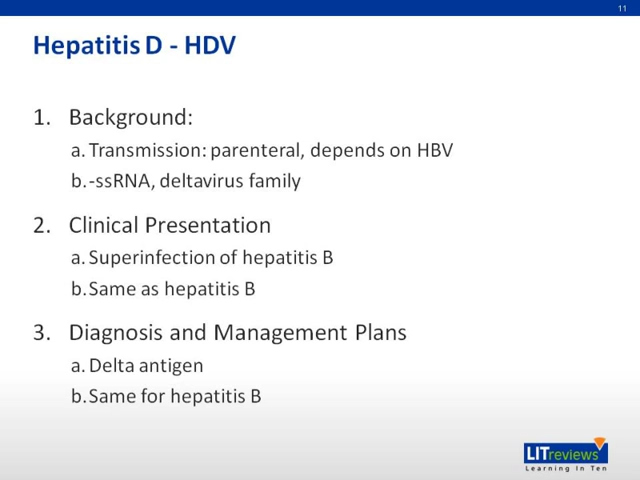 11
Hepatitis D - HDV
1. Background:
a. Transmission: parenteral, depends on HBV
b. -ssRNA, deltavirus family
2. Clinical Presentation
a. Superinfection of hepatitis B
b. Same as hepatitis B
3. Diagnosis and Management Plans
a. Delta antigen
b. Same for hepatitis B
LITreviews
Learning In Ten